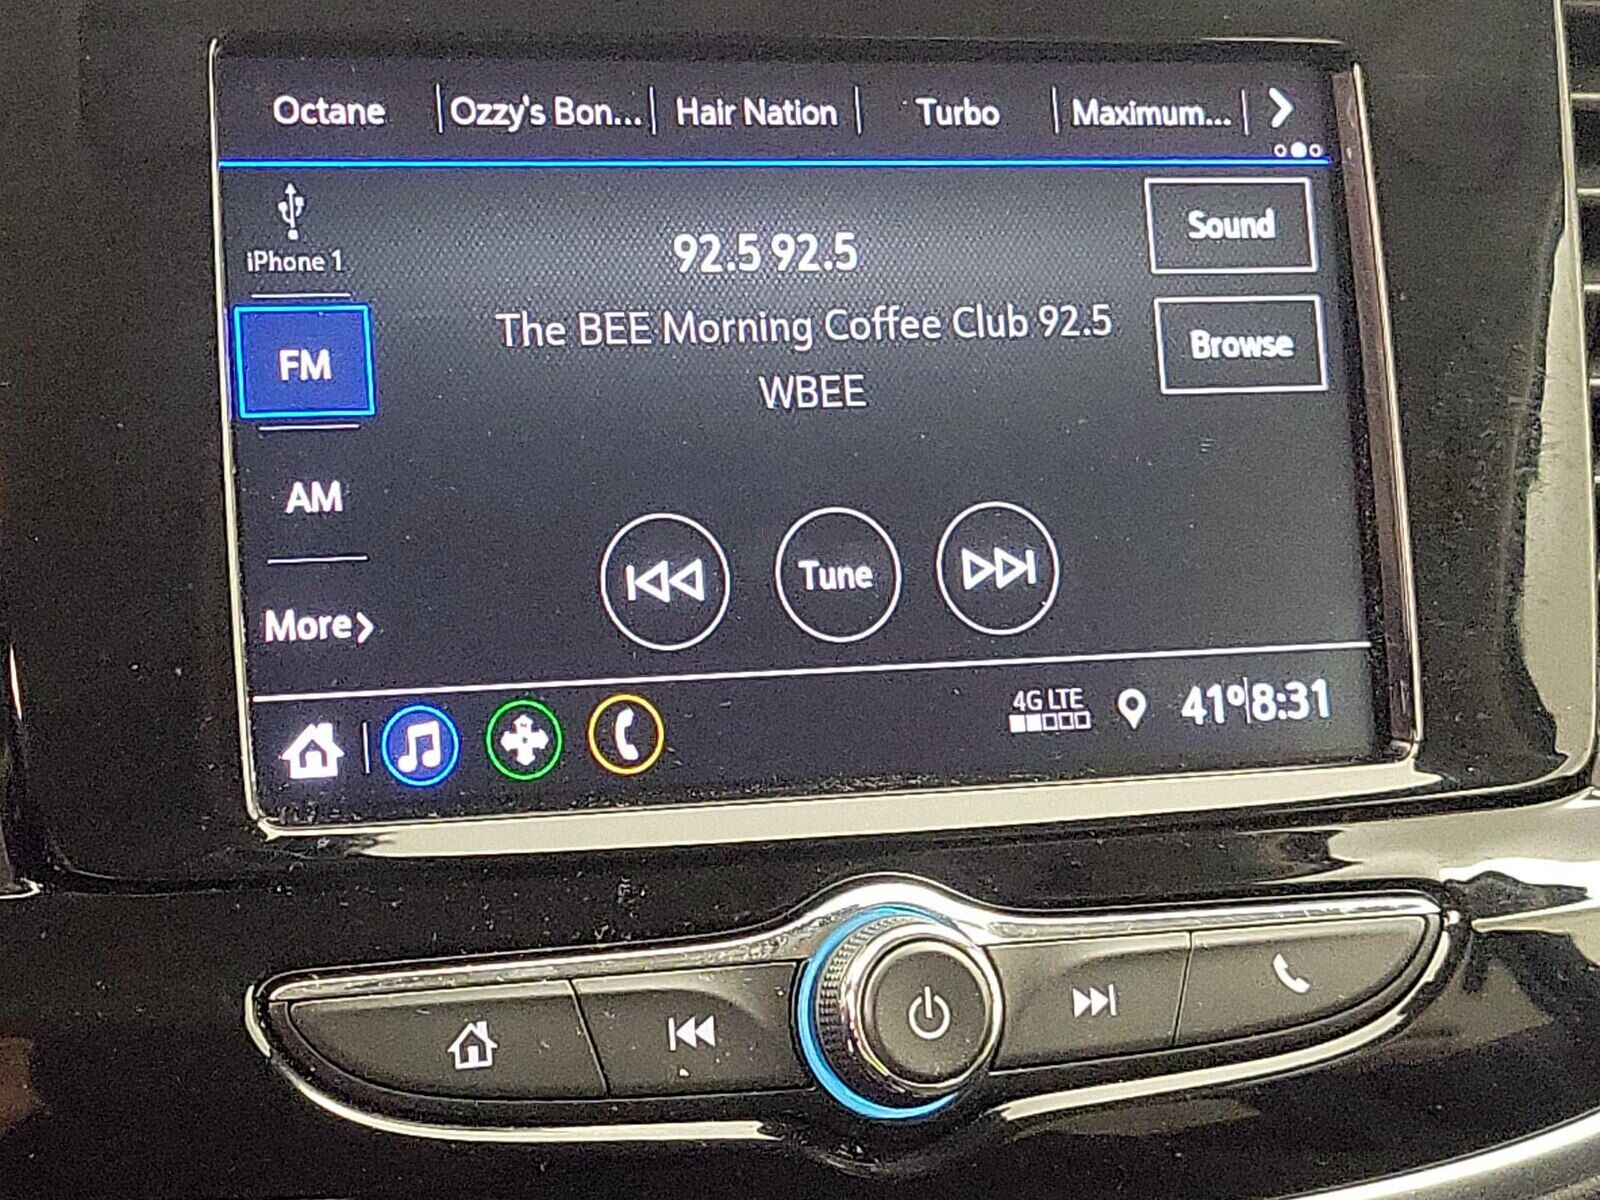 Octane
Ozzy's Bon...
Hair Nation
Turbo
Maximum...
iPhone 1
92.5 92.5
Sound
The BEE Morning Coffee Club 92.5
Browse
FM
WBEE
AM
Tune
More
4G LTE
41° 8:31